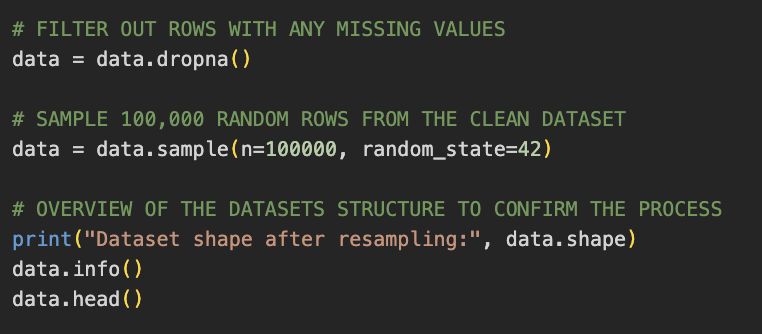 # FILTER OUT ROWS WITH ANY MISSING VALUES
data = data.dropna()
# SAMPLE 100,000 RANDOM ROWS FROM THE CLEAN DATASET
data = data.sample(n=100000, random_state=42)
# OVERVIEW OF THE DATASETS STRUCTURE TO CONFIRM THE PROCESS
print("Dataset shape after resampling:", data.shape)
data.info()
data.head()